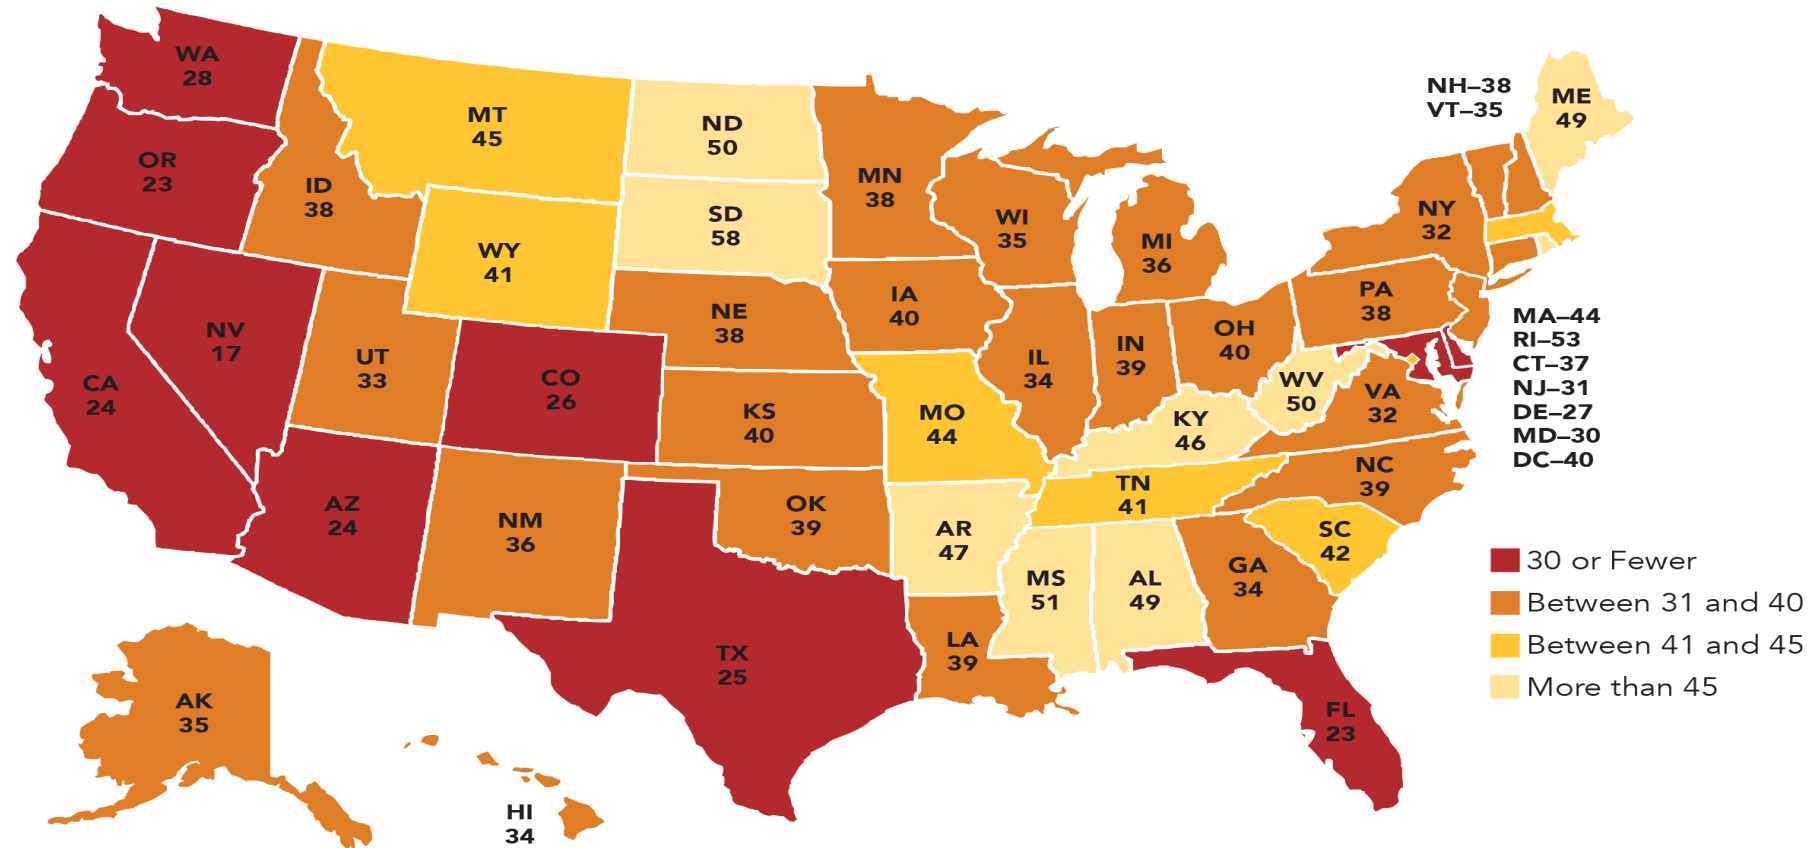 WA
28
OR
23
CA
24
NV
17
ID
38
MT
45
WY
41
UT
33
CO
26
AZ
24
NM
36
ND
50
SD
58
NE
38
KS
40
OK
39
TX
25
MN
38
IA
40
MO
44
AR
47
LA
39
WI
35
IL
34
MI
36
IN
39
OH
40
KY
46
TN
41
MS
51
AL
49
GA
34
FL
23
SC
42
NC
39
VA
32
WV
50
PA
38
NY
32
ME
49
NH–38
VT–35
MA–44
RI–53
CT–37
NJ–31
DE–27
MD–30
DC–40
AK
35
HI
34
30 or Fewer
Between 31 and 40
Between 41 and 45
More than 45